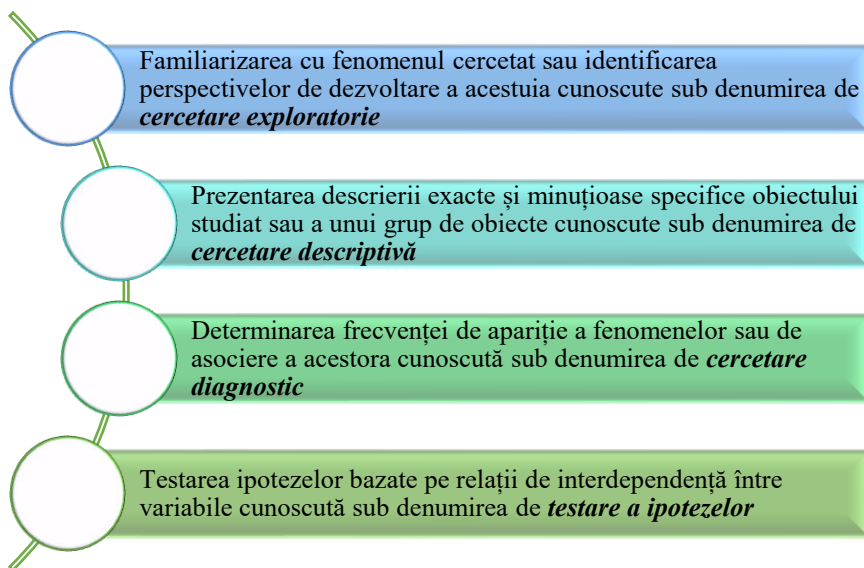 Familiarizarea cu fenomenul cercetat sau identificarea
perspectivelor de dezvoltare a acestuia cunoscute sub denumirea de
cercetare exploratorie
Prezentarea descrierii exacte și minuțioase specifice obiectului
studiat sau a unui grup de obiecte cunoscute sub denumirea de
cercetare descriptivă
Determinarea frecvenței de apariție a fenomenelor sau de
asociere a acestora cunoscută sub denumirea de cercetare
diagnostic
Testarea ipotezelor bazate pe relații de interdependență între
variabile cunoscută sub denumirea de testare a ipotezelor